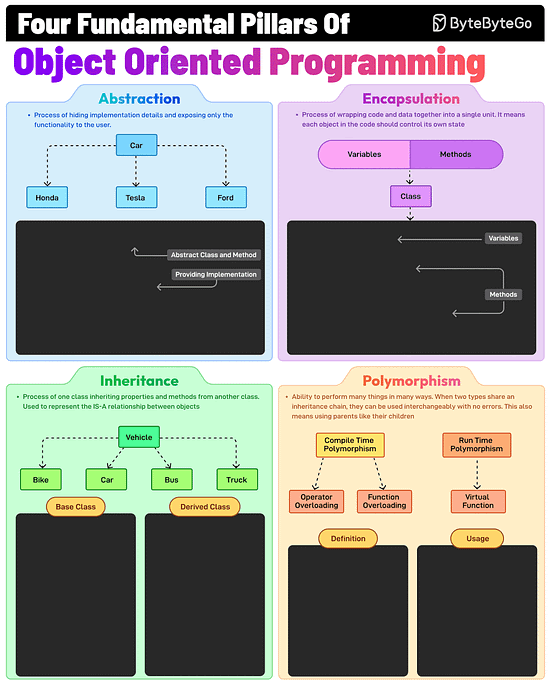 Four Fundamental Pillars Of
ByteByteGo
Object Oriented Programming
Abstraction
• Process of hiding implementation details and exposing only the
functionality to the user.
Car
Honda
Tesla
Ford
Abstract Class and Method
Providing Implementation
Encapsulation
• Process of wrapping code and data together into a single unit. It means
each object in the code should control its own state
Variables
Methods
Class
Variables
Methods
Inheritance
• Process of one class inheriting properties and methods from another class.
Used to represent the IS-A relationship between objects
Vehicle
Bike
Car
Bus
Truck
Base Class
Derived Class
Polymorphism
• Ability to perform many things in many ways. When two types share an
inheritance chain, they can be used interchangeably with no errors. This also
means using parents like their children
Compile Time
Polymorphism
Run Time
Polymorphism
Operator
Overloading
Function
Overloading
Virtual
Function
Definition
Usage